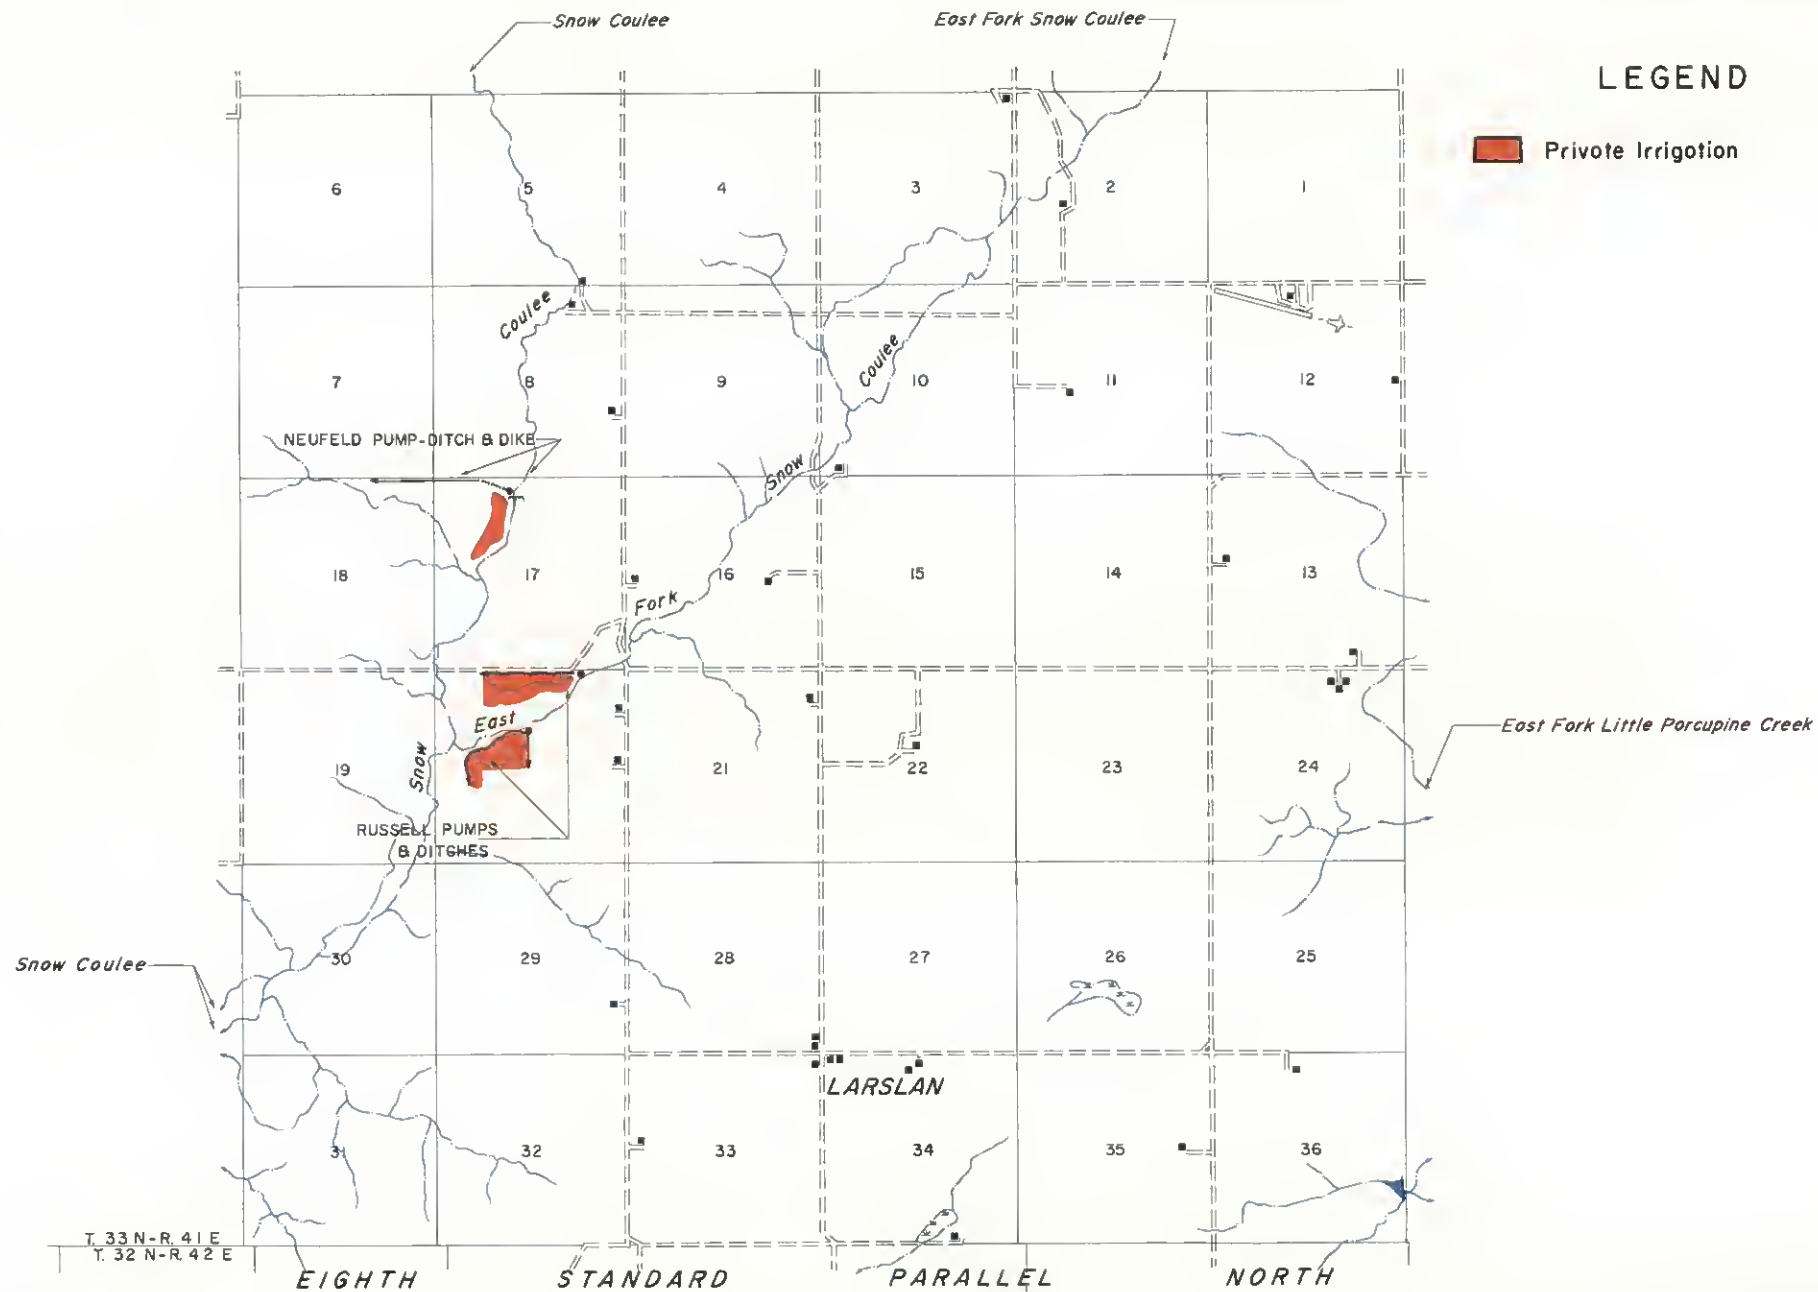 Snow Coulee
East Fork Snow Coulee
LEGEND
Private Irrigation
6
5
4
3
2
1
Coulee
Coulee
7
8
9
10
11
12
NEUFELD PUMP-DITCH & DIKE
Snow
18
17
16
15
14
13
Fork
East
East Fork Little Porcupine Creek
Snow
19
21
22
23
24
RUSSELL PUMPS
& DITCHES
Snow Coulee
30
29
28
27
26
25
LARSLAN
31
32
33
34
35
36
T. 33 N-R. 41 E
T. 32 N-R. 42 E
EIGHTH STANDARD PARALLEL NORTH